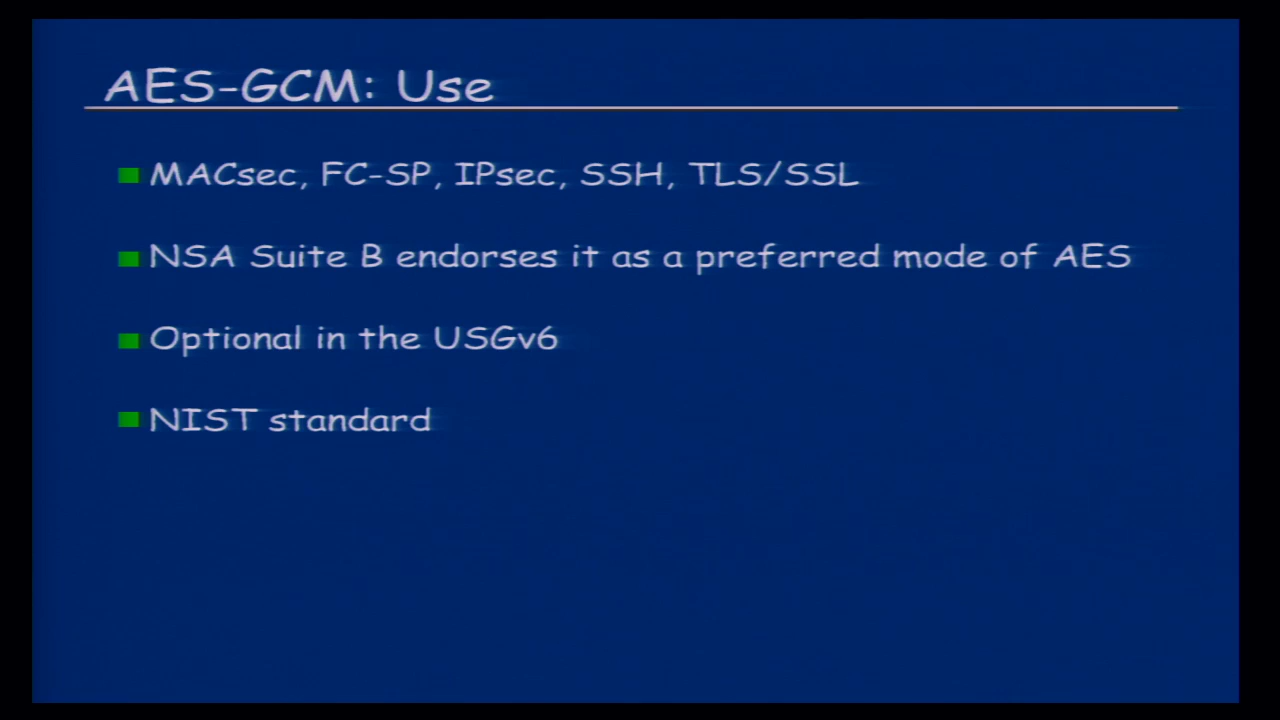 AES-GCM: Use
MACsec, FC-SP, IPsec, SSH, TLS/SSL
NSA Suite B endorses it as a preferred mode of AES
Optional in the USGv6
NIST standard